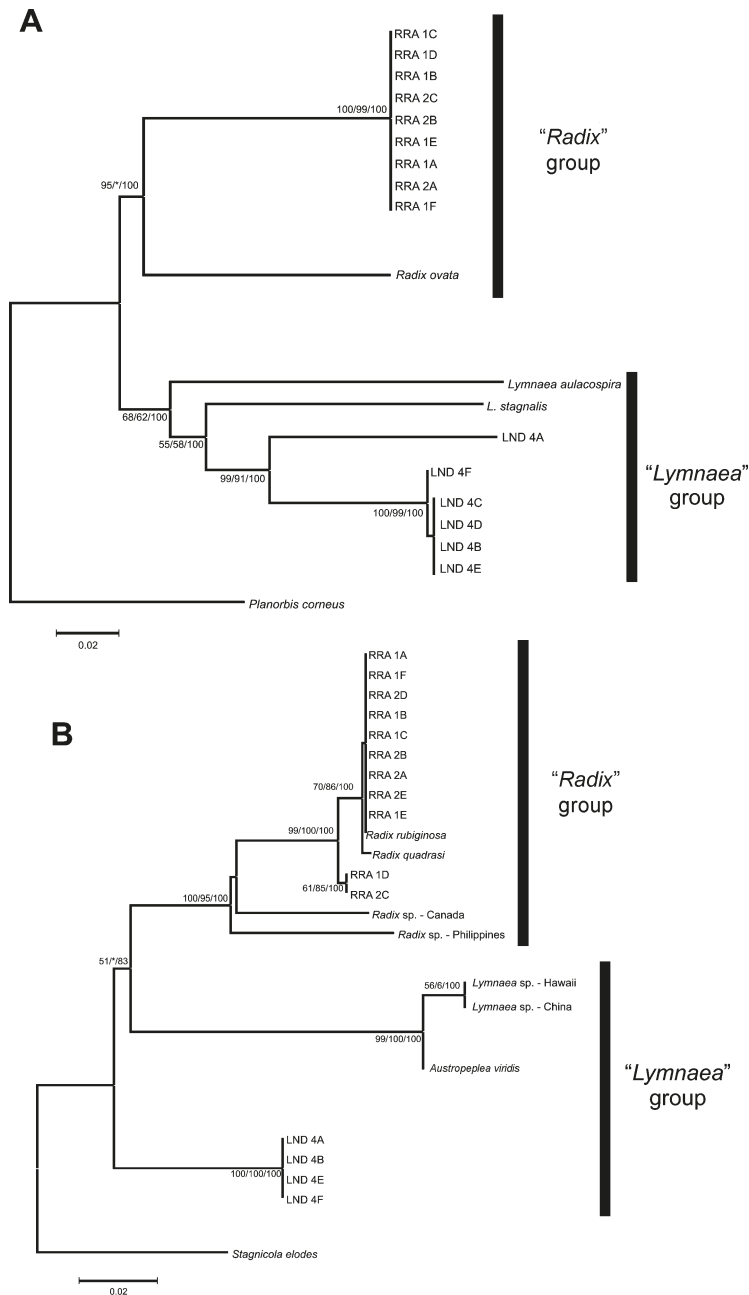 A
RRA 1C
RRA 1D
RRA 1B
RRA 2C
100/99/100
RRA 2B
RRA 1E
RRA 1A
RRA 2A
RRA 1F
“Radix”
group
95/*/100
Radix ovata
Lymnaea aulacospira
68/62/100
L. stagnalis
55/58/100
LND 4A
99/91/100
LND 4F
100/99/100
LND 4C
LND 4D
LND 4B
LND 4E
“Lymnaea”
group
Planorbis corneus
0.02
B
RRA 1A
RRA 1F
RRA 2D
RRA 1B
RRA 1C
RRA 2B
RRA 2A
RRA 2E
RRA 1E
70/86/100
Radix rubiginosa
99/100/100
Radix quadrasi
RRA 1D
61/85/100
RRA 2C
100/95/100
Radix sp. - Canada
Radix sp. - Philippines
“Radix”
group
51/*/83
56/6/100
Lymnaea sp. - Hawaii
Lymnaea sp. - China
99/100/100
Austropeplea viridis
“Lymnaea”
group
LND 4A
LND 4B
100/100/100
LND 4E
LND 4F
Stagnicola elodes
0.02